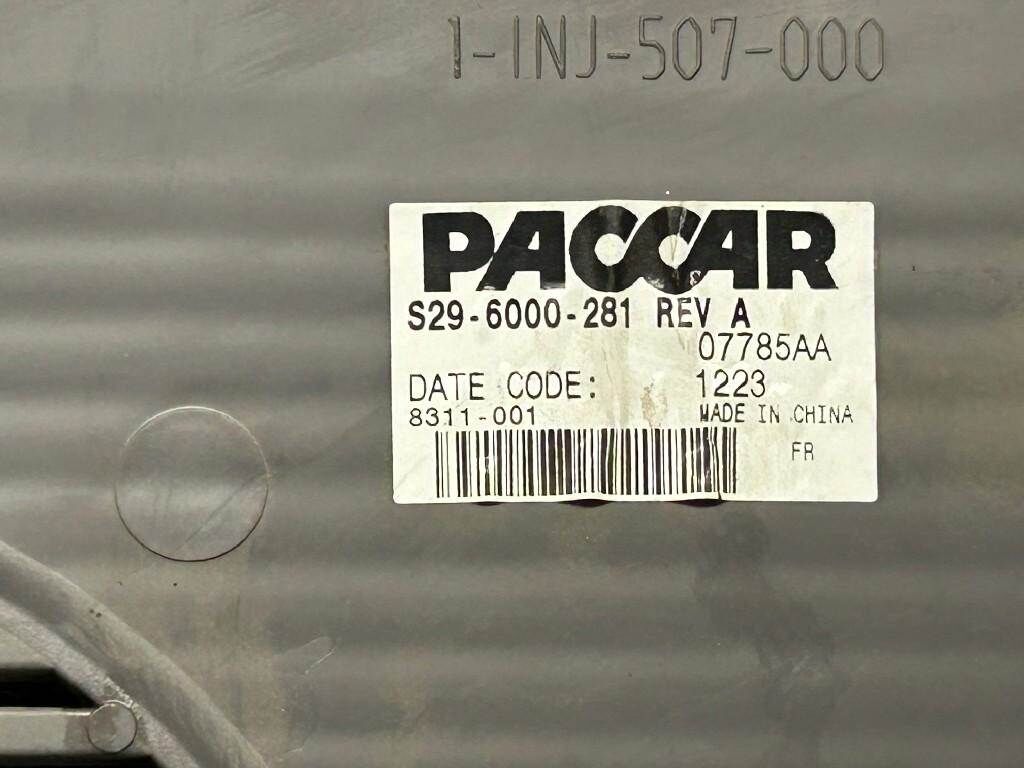 1-INJ-507-000
PACCAR
S29-6000-281 REV A
07785AA
DATE CODE: 1223
8311-001 MADE IN CHINA
FR